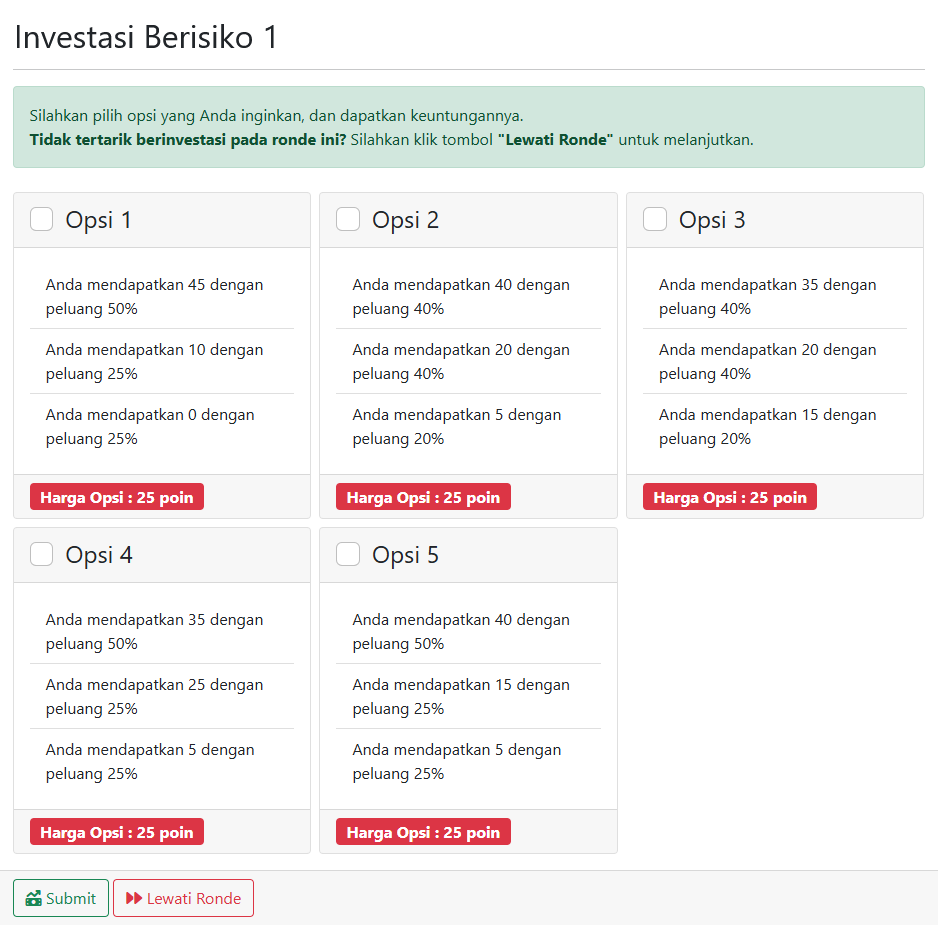 Investasi Berisiko 1
Silahkan pilih opsi yang Anda inginkan, dan dapatkan keuntungannya.
Tidak tertarik berinvestasi pada ronde ini? Silahkan klik tombol "Lewati Ronde" untuk melanjutkan.
Opsi 1
Anda mendapatkan 45 dengan
peluang 50%
Anda mendapatkan 10 dengan
peluang 25%
Anda mendapatkan 0 dengan
peluang 25%
Harga Opsi : 25 poin
Opsi 2
Anda mendapatkan 40 dengan
peluang 40%
Anda mendapatkan 20 dengan
peluang 40%
Anda mendapatkan 5 dengan
peluang 20%
Harga Opsi : 25 poin
Opsi 3
Anda mendapatkan 35 dengan
peluang 40%
Anda mendapatkan 20 dengan
peluang 40%
Anda mendapatkan 15 dengan
peluang 20%
Harga Opsi : 25 poin
Opsi 4
Anda mendapatkan 35 dengan
peluang 50%
Anda mendapatkan 25 dengan
peluang 25%
Anda mendapatkan 5 dengan
peluang 25%
Harga Opsi : 25 poin
Opsi 5
Anda mendapatkan 40 dengan
peluang 50%
Anda mendapatkan 15 dengan
peluang 25%
Anda mendapatkan 5 dengan
peluang 25%
Harga Opsi : 25 poin
Submit
Lewati Ronde